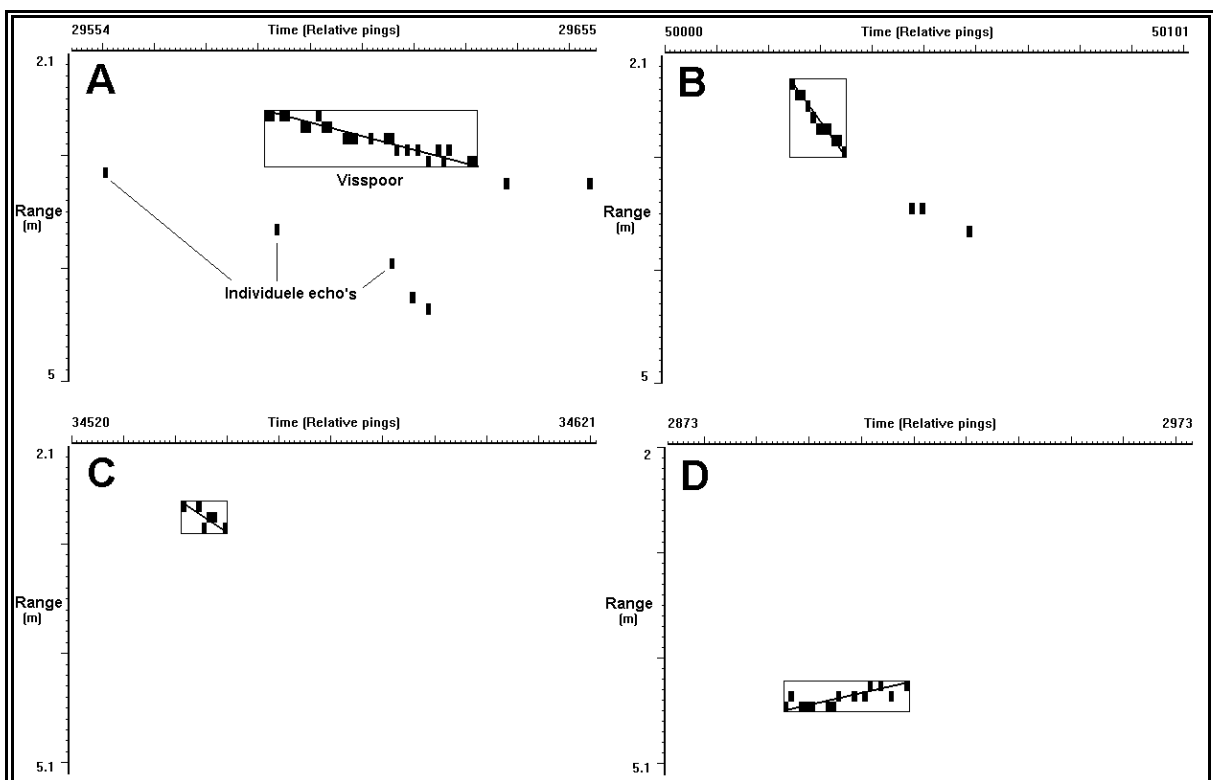 29554 Time (Relative pings) 29655
2.1
A
Visspoor
Range
(m)
Individuele echo's
5
50000 Time (Relative pings) 50101
2.1
B
Range
(m)
5
34520 Time (Relative pings) 34621
2.1
C
Range
(m)
5.1
2873 Time (Relative pings) 2973
2
D
Range
(m)
5.1